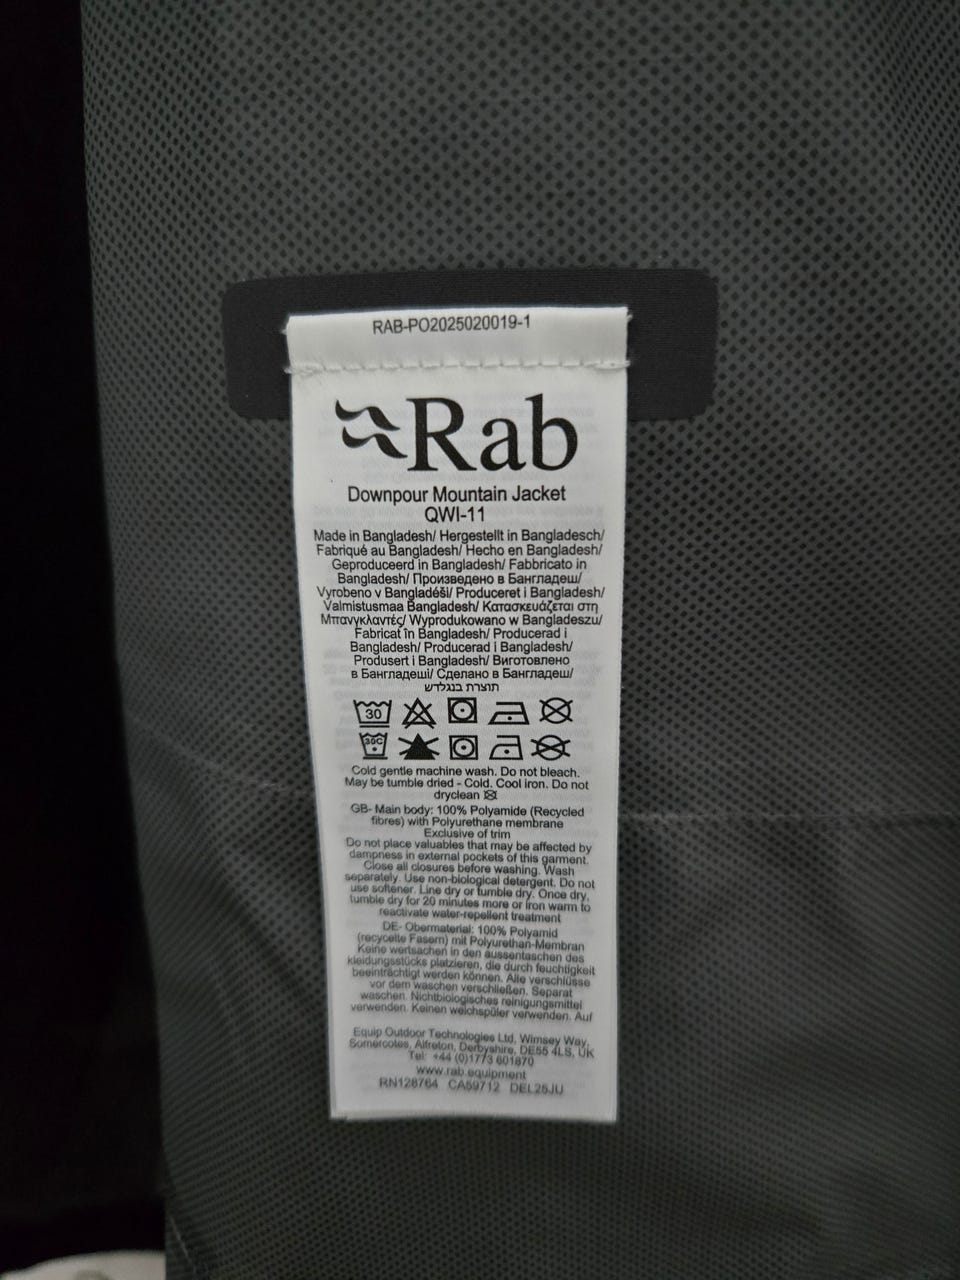 RAB-PO2025020019-1
Rab
Downpour Mountain Jacket
QWI-11
Made in Bangladesh/ Hergestellt in Bangladesch/
Fabriqué au Bangladesh/ Hecho en Bangladesh/
Geproduceerd in Bangladesh/ Fabbricato in
Bangladesh/ Произведено в Бангладеш/
Vyrobeno v Bangladéši/ Produceret i Bangladesh/
Valmistusmaa Bangladesh/ Κατασκευάζεται στη
Μπανγκλαντές/ Wyprodukowano w Bangladeszu/
Fabricat în Bangladesh/ Producerad i
Bangladesh/ Producerad i Bangladesh/
Produsert i Bangladesh/ Виготовлено
в Бангладеші/ Сделано в Бангладеш/
תוצרת בנגלדש
30
30C
Cold gentle machine wash. Do not bleach.
May be tumble dried - Cold. Cool iron. Do not
dryclean
GB- Main body: 100% Polyamide (Recycled
fibres) with Polyurethane membrane
Exclusive of trim
Do not place valuables that may be affected by
dampness in external pockets of this garment.
Close all closures before washing. Wash
separately. Use non-biological detergent. Do not
use softener. Line dry or tumble dry. Once dry,
tumble dry for 20 minutes more or iron warm to
reactivate water-repellent treatment
DE- Obermaterial: 100% Polyamid
(recycelte Fasern) mit Polyurethan-Membran
Keine wertsachen in den aussentaschen des
kleidungsstücks platzieren, die durch feuchtigkeit
beeinträchtigt werden können. Alle verschlüsse
vor dem waschen verschließen. Separat
waschen. Nichtbiologisches reinigungsmittel
verwenden. Keinen weichspüler verwenden. Auf
Equip Outdoor Technologies Ltd, Wimsey Way,
Somercotes, Alfreton, Derbyshire, DE55 4LS, UK
Tel: +44 (0)1773 601870
www.rab.equipment
RN128764 CA59712 DEL25JU